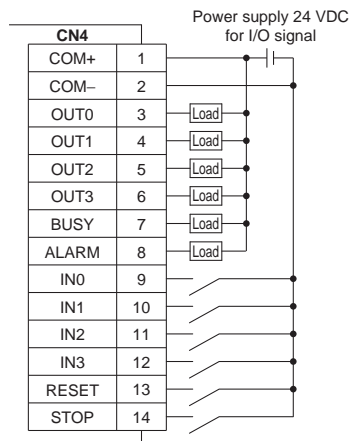 Power supply 24 VDC
for I/O signal
CN4
COM+ 1
COM− 2
OUT0 3 Load
OUT1 4 Load
OUT2 5 Load
OUT3 6 Load
BUSY 7 Load
ALARM 8 Load
IN0 9
IN1 10
IN2 11
IN3 12
RESET 13
STOP 14